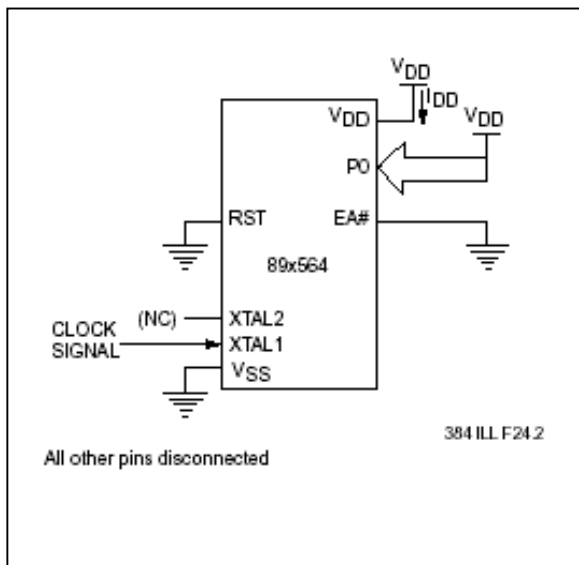 VDD
IDD
VDD
VDD
P0
RST
EA#
89x564
(NC)
XTAL2
CLOCK
SIGNAL
XTAL1
VSS
384 ILL F24.2
All other pins disconnected